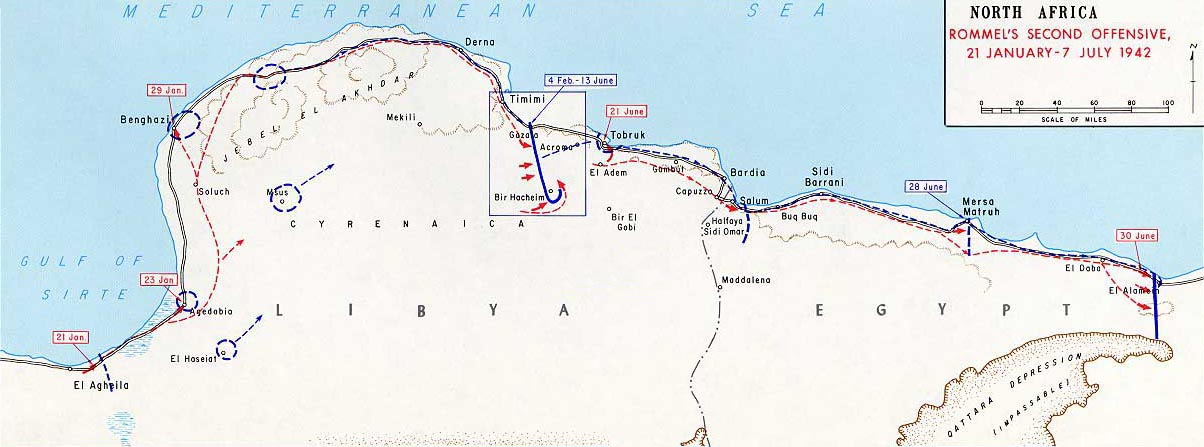 MEDITERRANEAN SEA
NORTH AFRICA
ROMMEL'S SECOND OFFENSIVE,
21 JANUARY-7 JULY 1942
N
0 20 40 60 80 100
SCALE OF MILES
Derna
29 Jan.
4 Feb.-13 June
Benghazi
JEBEL EL AKHDAR
Mekili
Timimi
21 June
Gazala
Acroma
Tobruk
El Adem
Gambut
Bardia
Sidi
Barrani
28 June
Soluch
Msus
Bir Hacheim
Capuzzo
Salum
Mersa
Matruh
CYRENAICA
Bir El
Gobi
Halfaya
Sidi Omar
Buq Buq
30 June
GULF OF
SIRTE
23 Jan
Agedabia
Maddalena
El Daba
El Alamein
LIBYA
EGYPT
21 Jan.
El Haseiat
El Agheila
QATTARA DEPRESSION
(IMPASSABLE)